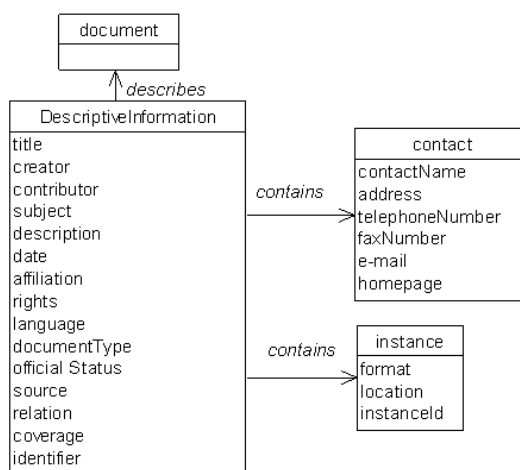 document
describes
DescriptiveInformation
title
creator
contributor
subject
description
date
affiliation
rights
language
documentType
official Status
source
relation
coverage
identifier
contains
contact
contactName
address
telephoneNumber
faxNumber
e-mail
homepage
contains
instance
format
location
instanceId